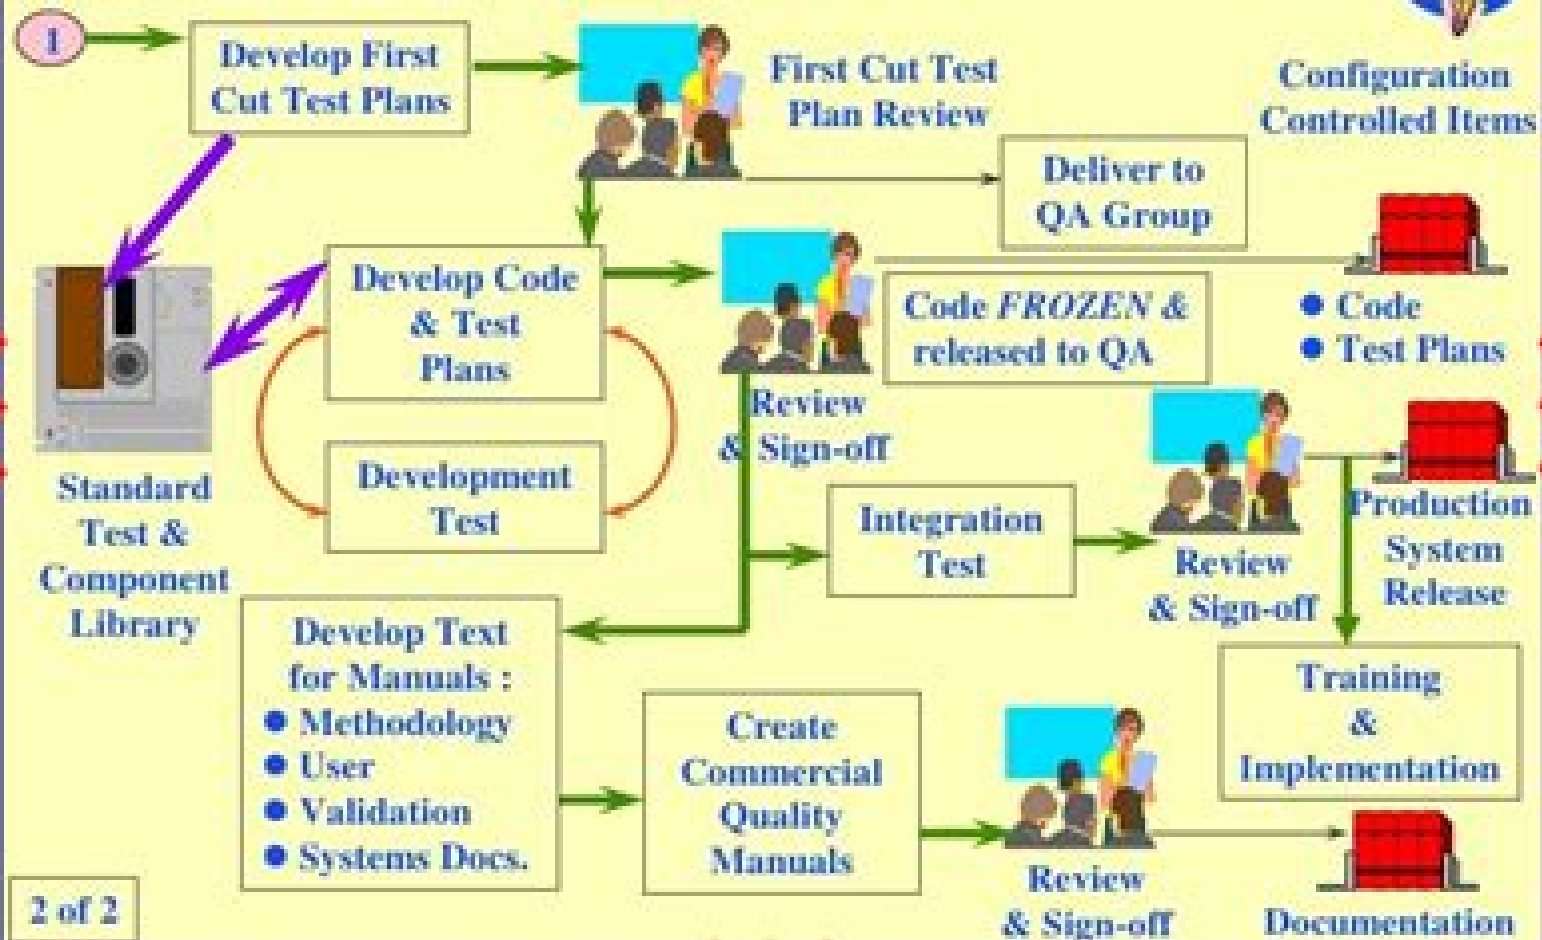 1
Develop First
Cut Test Plans
First Cut Test
Plan Review
Configuration
Controlled Items
Deliver to
QA Group
Develop Code
& Test
Plans
Code FROZEN &
released to QA
● Code
● Test Plans
Review
& Sign-off
Development
Test
Standard
Test &
Component
Library
Integration
Test
Review
& Sign-off
Production
System
Release
Develop Text
for Manuals :
● Methodology
● User
● Validation
● Systems Docs.
Create
Commercial
Quality
Manuals
Training
&
Implementation
Review
& Sign-off
Documentation
2 of 2